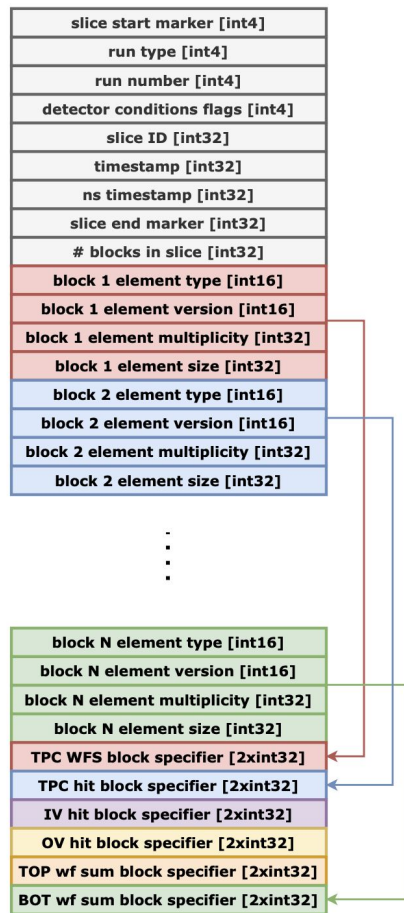 slice start marker [int4]
run type [int4]
run number [int4]
detector conditions flags [int4]
slice ID [int32]
timestamp [int32]
ns timestamp [int32]
slice end marker [int32]
# blocks in slice [int32]
block 1 element type [int16]
block 1 element version [int16]
block 1 element multiplicity [int32]
block 1 element size [int32]
block 2 element type [int16]
block 2 element version [int16]
block 2 element multiplicity [int32]
block 2 element size [int32]
block N element type [int16]
block N element version [int16]
block N element multiplicity [int32]
block N element size [int32]
TPC WFS block specifier [2xint32]
TPC hit block specifier [2xint32]
IV hit block specifier [2xint32]
OV hit block specifier [2xint32]
TOP wf sum block specifier [2xint32]
BOT wf sum block specifier [2xint32]